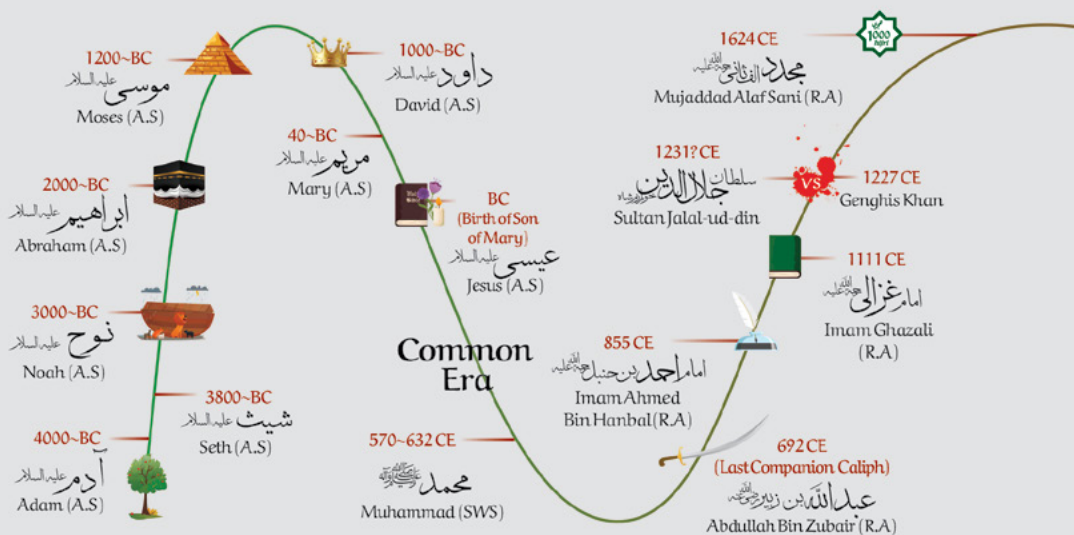 4000~BC
آدم علیہ السلام
Adam (A.S)
3800~BC
شیث علیہ السلام
Seth (A.S)
3000~BC
نوح علیہ السلام
Noah (A.S)
2000~BC
ابراھیم علیہ السلام
Abraham (A.S)
1200~BC
موسی علیہ السلام
Moses (A.S)
1000~BC
داود علیہ السلام
David (A.S)
40~BC
مریم علیہ السلام
Mary (A.S)
BC
(Birth of Son
of Mary)
عیسی علیہ السلام
Jesus (A.S)
Common
Era
570~632 CE
محمد ﷺ
Muhammad (SWS)
692 CE
(Last Companion Caliph)
عبداللہ بن زبیر
Abdullah Bin Zubair (R.A)
855 CE
امام احمد بن حنبل
Imam Ahmed
Bin Hanbal (R.A)
1111 CE
امام غزالی
Imam Ghazali
(R.A)
1231? CE
سلطان جلال الدین
Sultan Jalal-ud-din
VS
1227 CE
Genghis Khan
1624 CE
مجدد الف ثانی
Mujaddad Alaf Sani (R.A)
1000
hijri